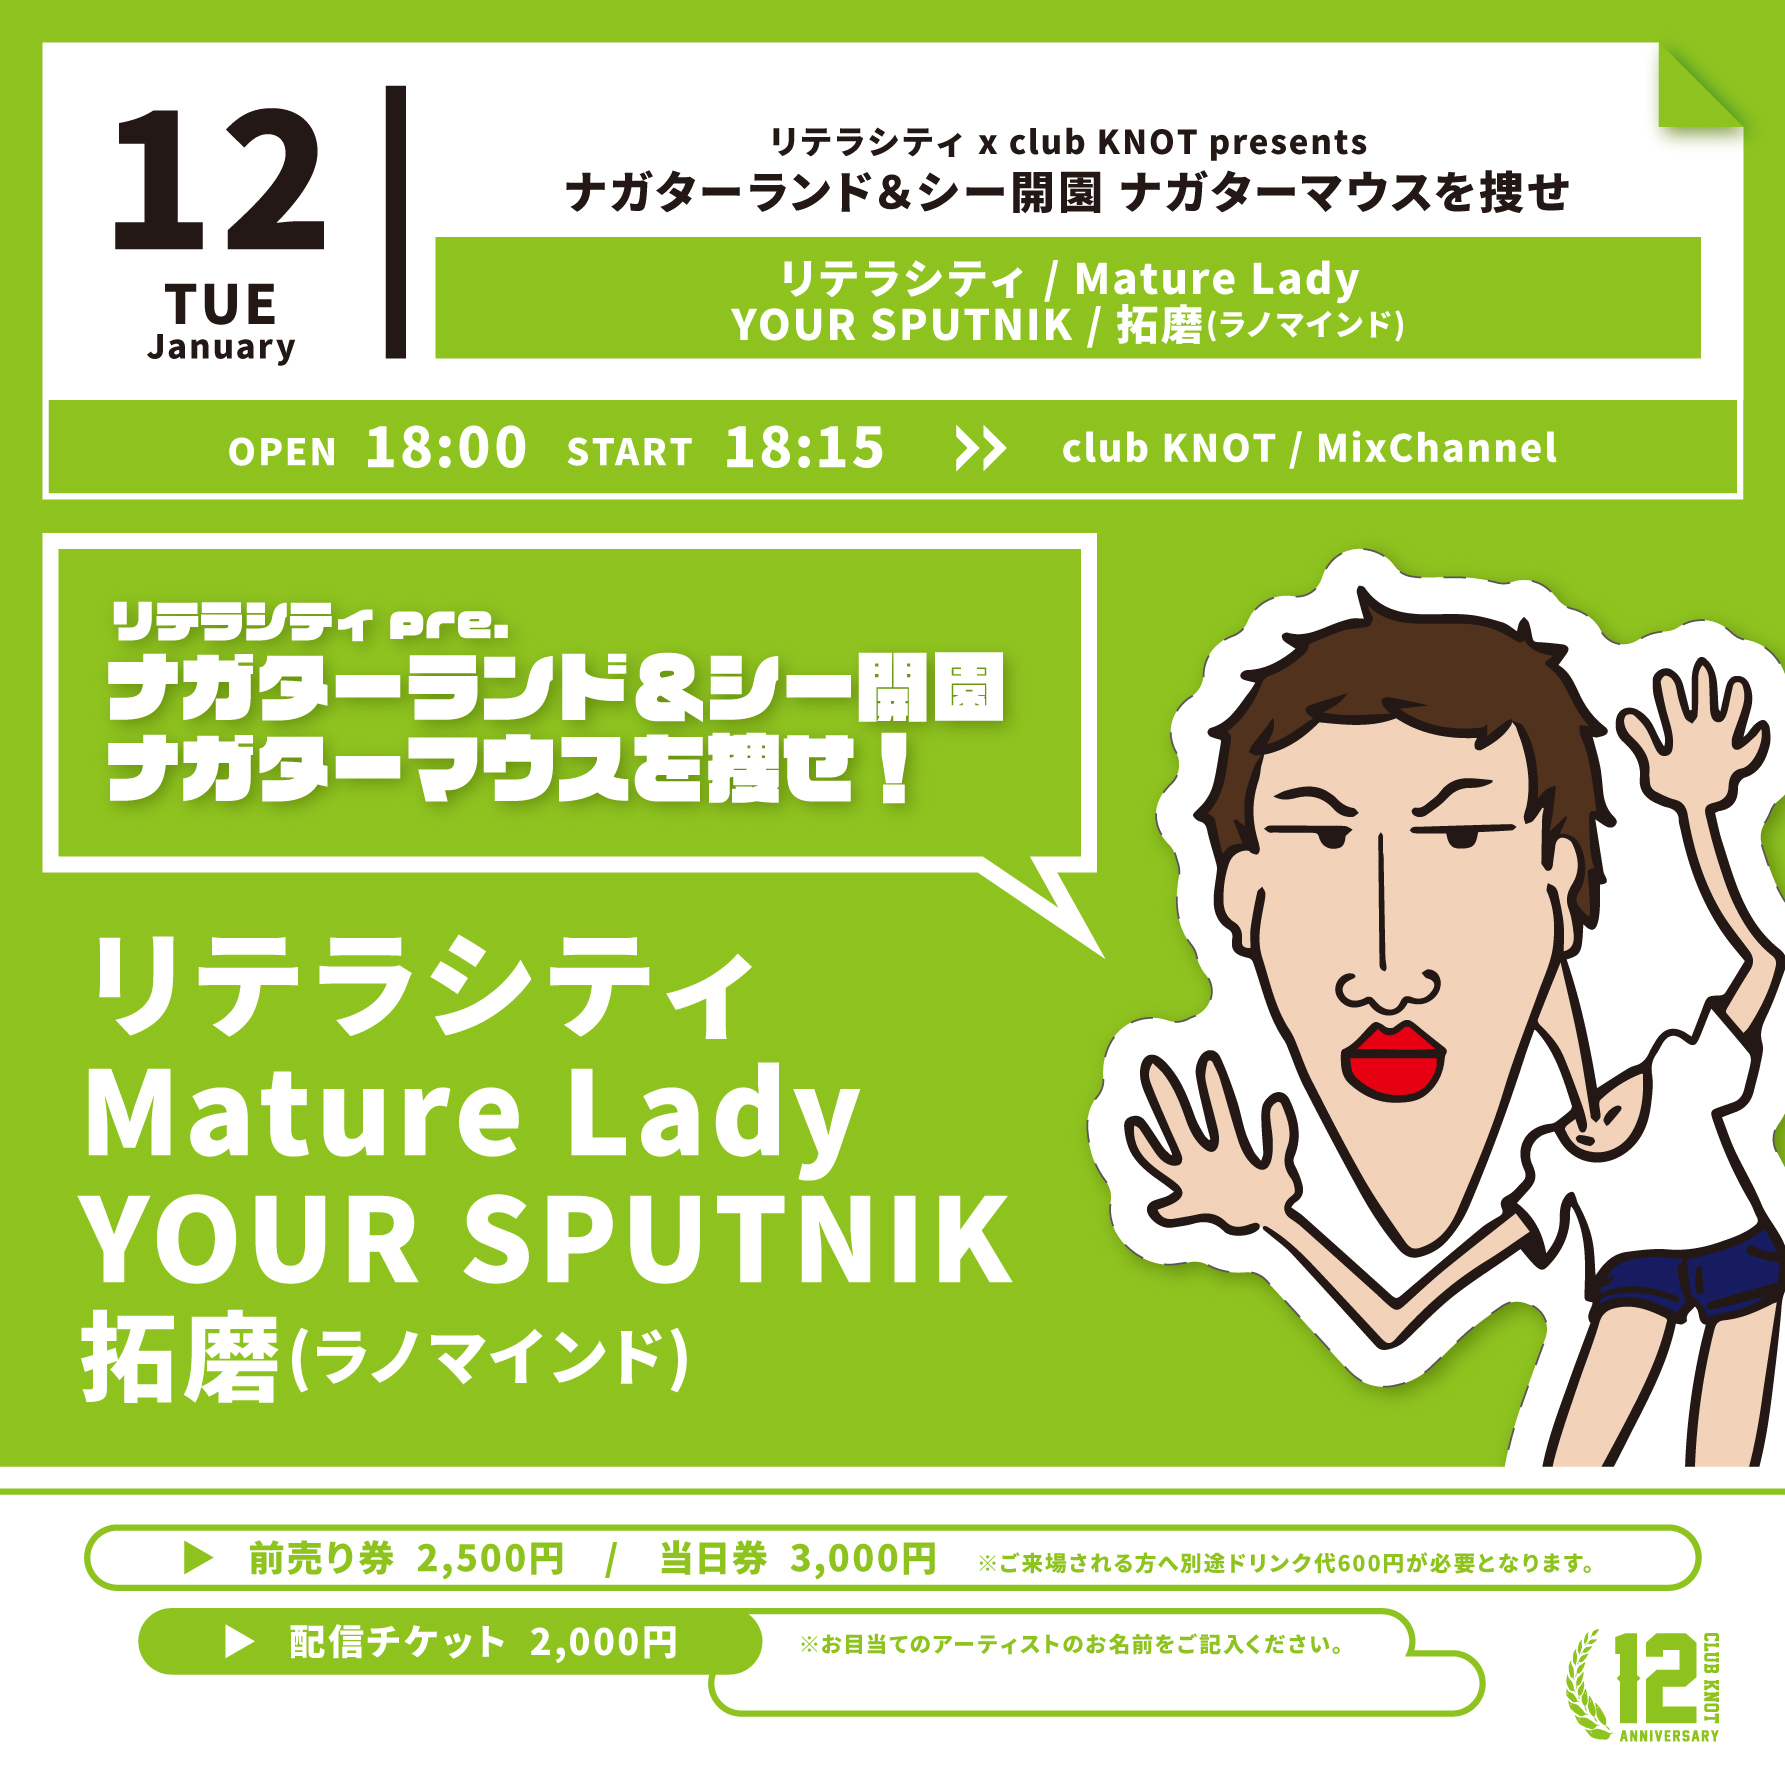 12
TUE
January
リテラシティ x club KNOT presents
ナガターランド&シー開園 ナガターマウスを捜せ
リテラシティ / Mature Lady
YOUR SPUTNIK / 拓磨(ラノマインド)
OPEN 18:00 START 18:15 club KNOT / MixChannel
リテラシティ pre.
ナガターランド&シー開園
ナガターマウスを捜せ！
リテラシティ
Mature Lady
YOUR SPUTNIK
拓磨(ラノマインド)
▶ 前売り券 2,500円 / 当日券 3,000円 ※ご来場される方へ別途ドリンク代600円が必要となります。
▶ 配信チケット 2,000円 ※お目当てのアーティストのお名前をご記入ください。
12
CLUB KNOT
ANNIVERSARY